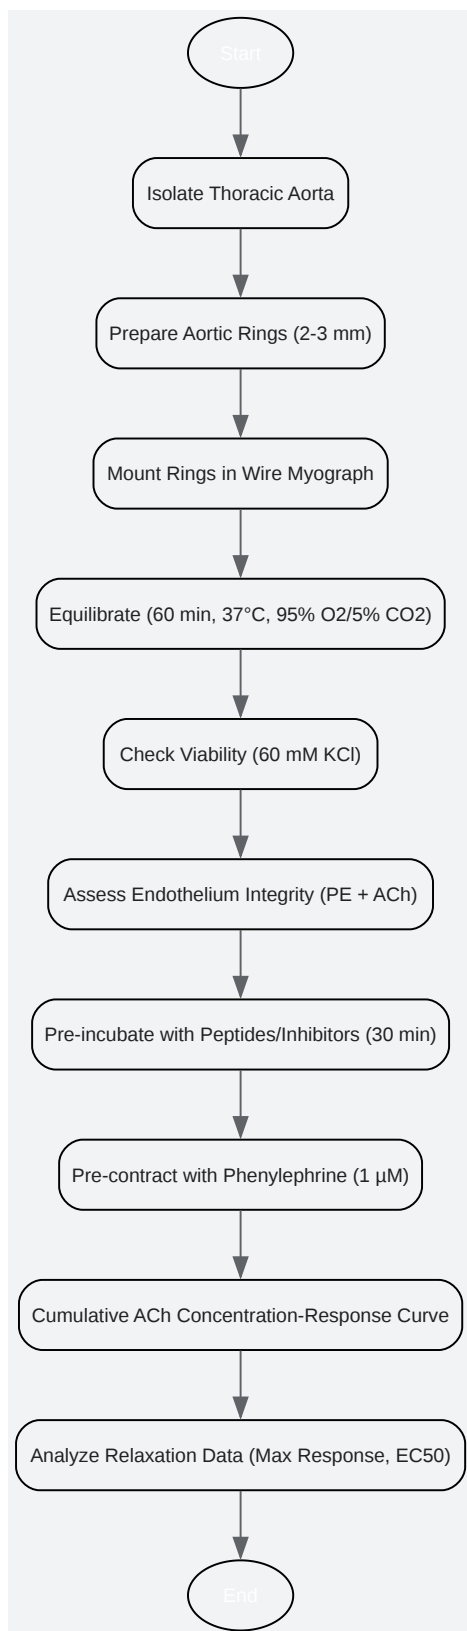 Start
Isolate Thoracic Aorta
Prepare Aortic Rings (2-3 mm)
Mount Rings in Wire Myograph
Equilibrate (60 min, 37°C, 95% O2/5% CO2)
Check Viability (60 mM KCl)
Assess Endothelium Integrity (PE + ACh)
Pre-incubate with Peptides/Inhibitors (30 min)
Pre-contract with Phenylephrine (1 µM)
Cumulative ACh Concentration-Response Curve
Analyze Relaxation Data (Max Response, EC50)
End